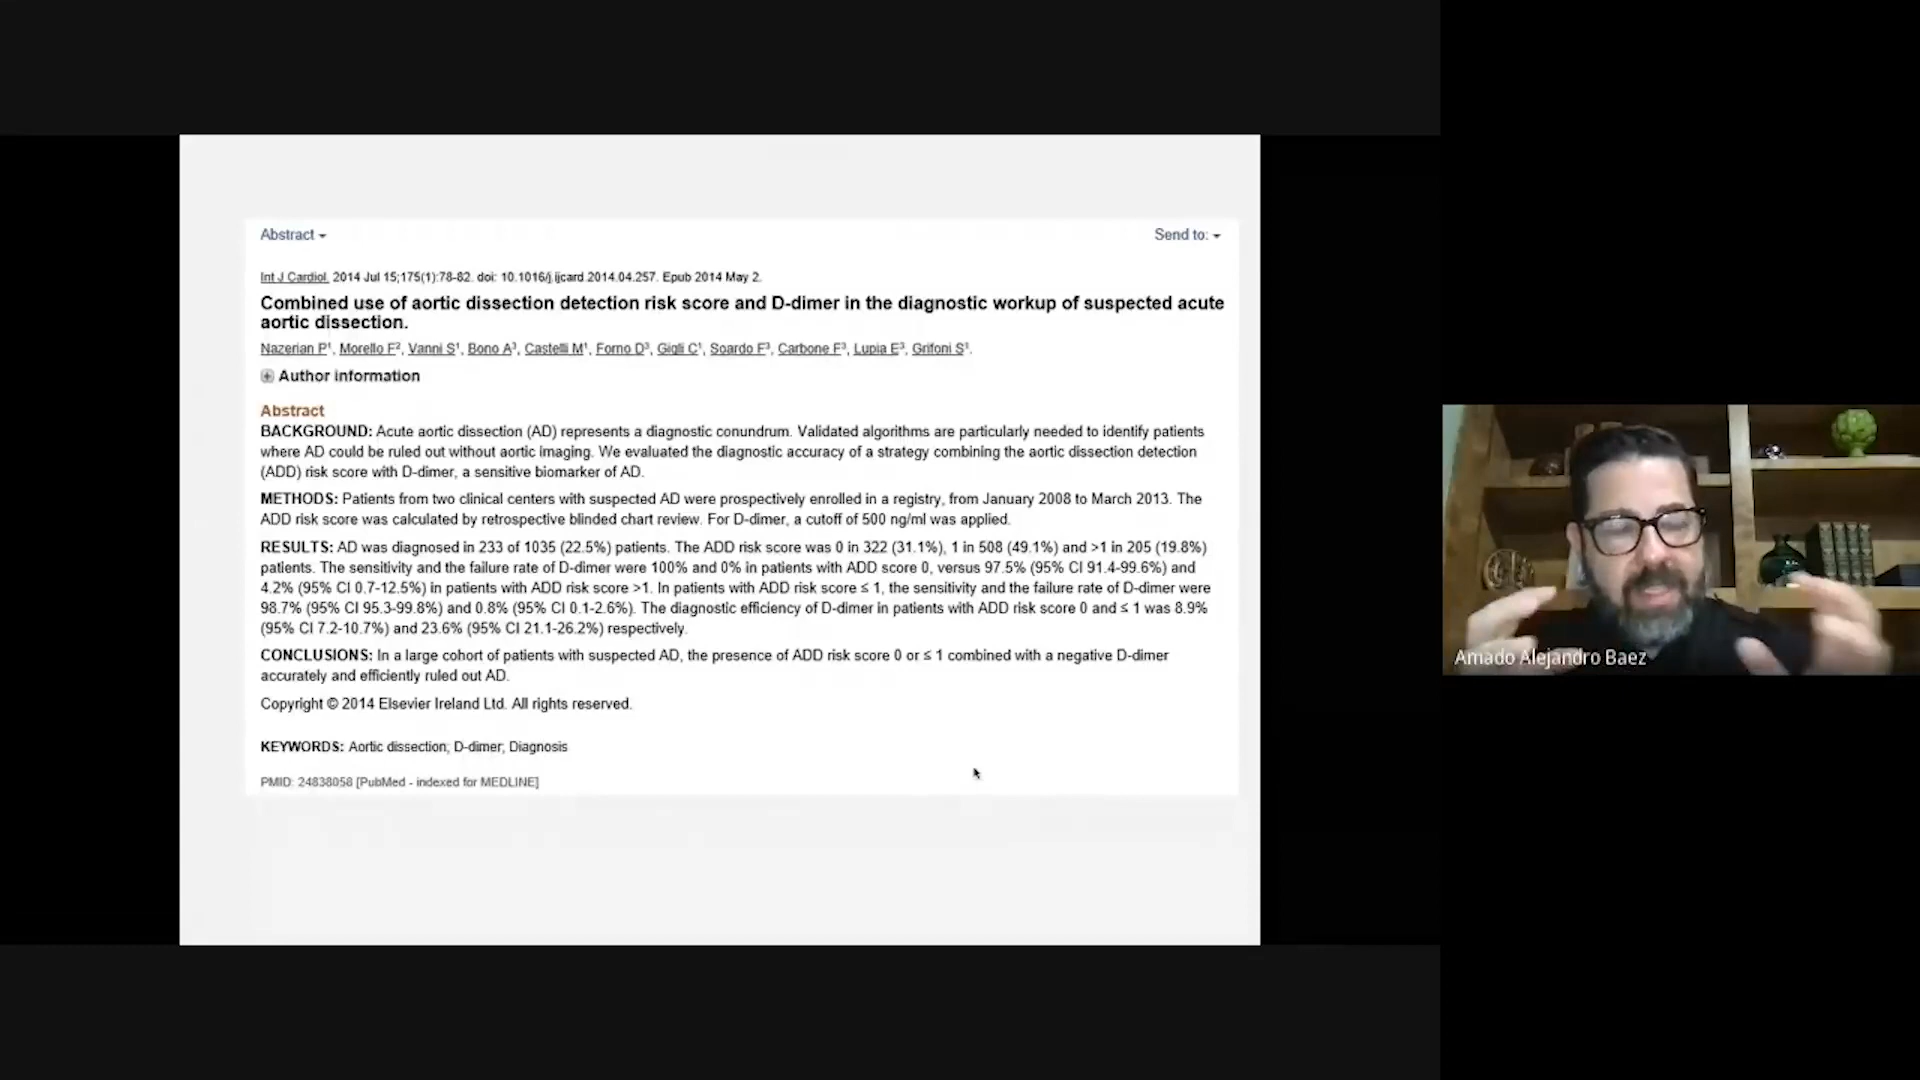 Abstract
Send to:
Int J Cardiol. 2014 Jul 15;175(1):78-82. doi: 10.1016/j.ijcard.2014.04.257. Epub 2014 May 2.
Combined use of aortic dissection detection risk score and D-dimer in the diagnostic workup of suspected acute
aortic dissection.
Nazerian P1, Morello F2, Vanni S1, Bono A3, Castelli M1, Forno D3, Gigli C1, Soardo F3, Carbone F3, Lupia E3, Grifoni S1.
Author information
Abstract
BACKGROUND: Acute aortic dissection (AD) represents a diagnostic conundrum. Validated algorithms are particularly needed to identify patients
where AD could be ruled out without aortic imaging. We evaluated the diagnostic accuracy of a strategy combining the aortic dissection detection
(ADD) risk score with D-dimer, a sensitive biomarker of AD.
METHODS: Patients from two clinical centers with suspected AD were prospectively enrolled in a registry, from January 2008 to March 2013. The
ADD risk score was calculated by retrospective blinded chart review. For D-dimer, a cutoff of 500 ng/ml was applied.
RESULTS: AD was diagnosed in 233 of 1035 (22.5%) patients. The ADD risk score was 0 in 322 (31.1%), 1 in 508 (49.1%) and >1 in 205 (19.8%)
patients. The sensitivity and the failure rate of D-dimer were 100% and 0% in patients with ADD score 0, versus 97.5% (95% CI 91.4-99.6%) and
4.2% (95% CI 0.7-12.5%) in patients with ADD risk score >1. In patients with ADD risk score ≤ 1, the sensitivity and the failure rate of D-dimer were
98.7% (95% CI 95.3-99.8%) and 0.8% (95% CI 0.1-2.6%). The diagnostic efficiency of D-dimer in patients with ADD risk score 0 and ≤ 1 was 8.9%
(95% CI 7.2-10.7%) and 23.6% (95% CI 21.1-26.2%) respectively.
CONCLUSIONS: In a large cohort of patients with suspected AD, the presence of ADD risk score 0 or ≤ 1 combined with a negative D-dimer
accurately and efficiently ruled out AD.
Copyright © 2014 Elsevier Ireland Ltd. All rights reserved.
KEYWORDS: Aortic dissection; D-dimer; Diagnosis
PMID: 24838058 [PubMed - indexed for MEDLINE]
Amado Alejandro Baez